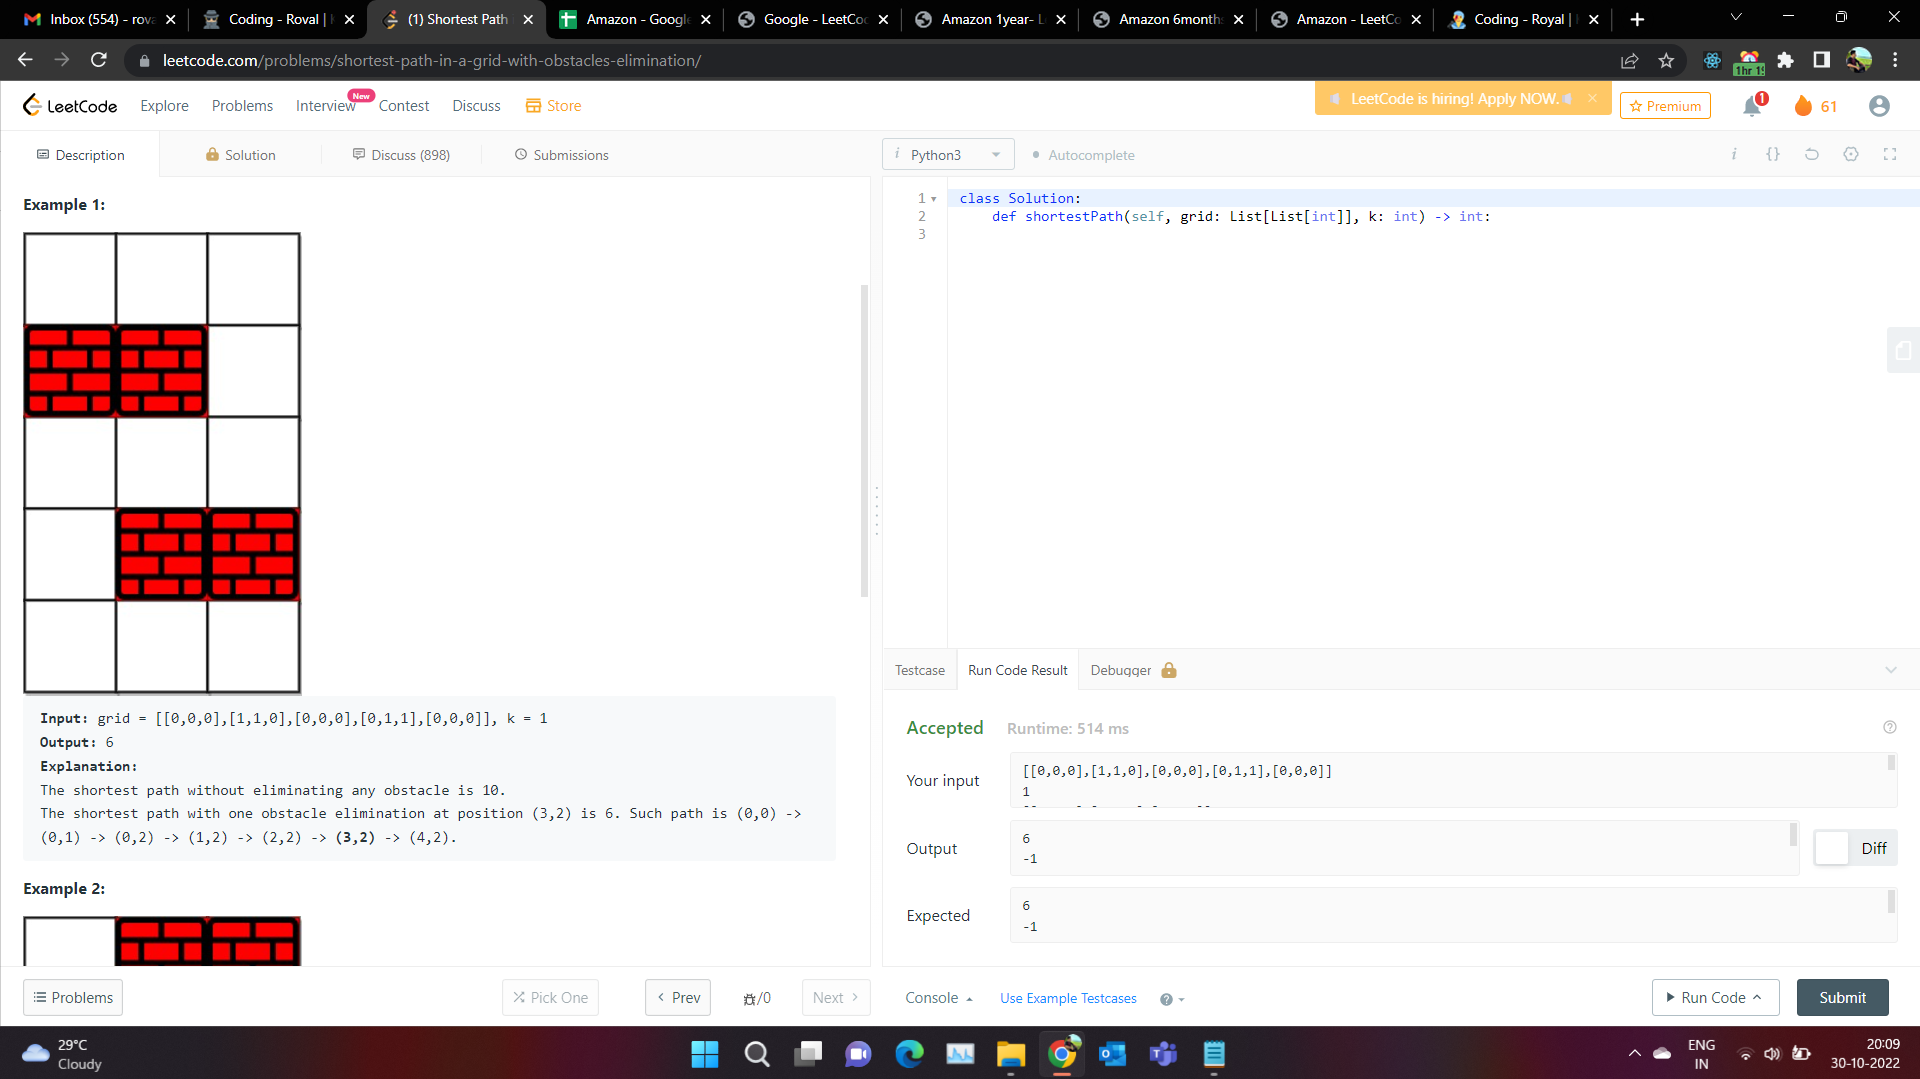 Inbox (554) - rova
Coding - Roval |
(1) Shortest Path
Amazon - Google
Google - LeetCo
Amazon 1year- L
Amazon 6months
Amazon - LeetCo
Coding - Royal |
leetcode.com/problems/shortest-path-in-a-grid-with-obstacles-elimination/
1hr 19
LeetCode
Explore
Problems
Interview
New
Contest
Discuss
Store
LeetCode is hiring! Apply NOW.
Premium
1
61
Description
Solution
Discuss (898)
Submissions
i Python3
Autocomplete
Example 1:
1 class Solution:
2 def shortestPath(self, grid: List[List[int]], k: int) -> int:
3
Input: grid = [[0,0,0],[1,1,0],[0,0,0],[0,1,1],[0,0,0]], k = 1
Output: 6
Explanation:
The shortest path without eliminating any obstacle is 10.
The shortest path with one obstacle elimination at position (3,2) is 6. Such path is (0,0) ->
(0,1) -> (0,2) -> (1,2) -> (2,2) -> (3,2) -> (4,2).
Example 2:
Testcase
Run Code Result
Debugger
Accepted
Runtime: 514 ms
Your input
[[0,0,0],[1,1,0],[0,0,0],[0,1,1],[0,0,0]]
1
Output
6
-1
Diff
Expected
6
-1
Problems
Pick One
< Prev
/0
Next >
Console
Use Example Testcases
Run Code
Submit
29°C
Cloudy
ENG
IN
20:09
30-10-2022